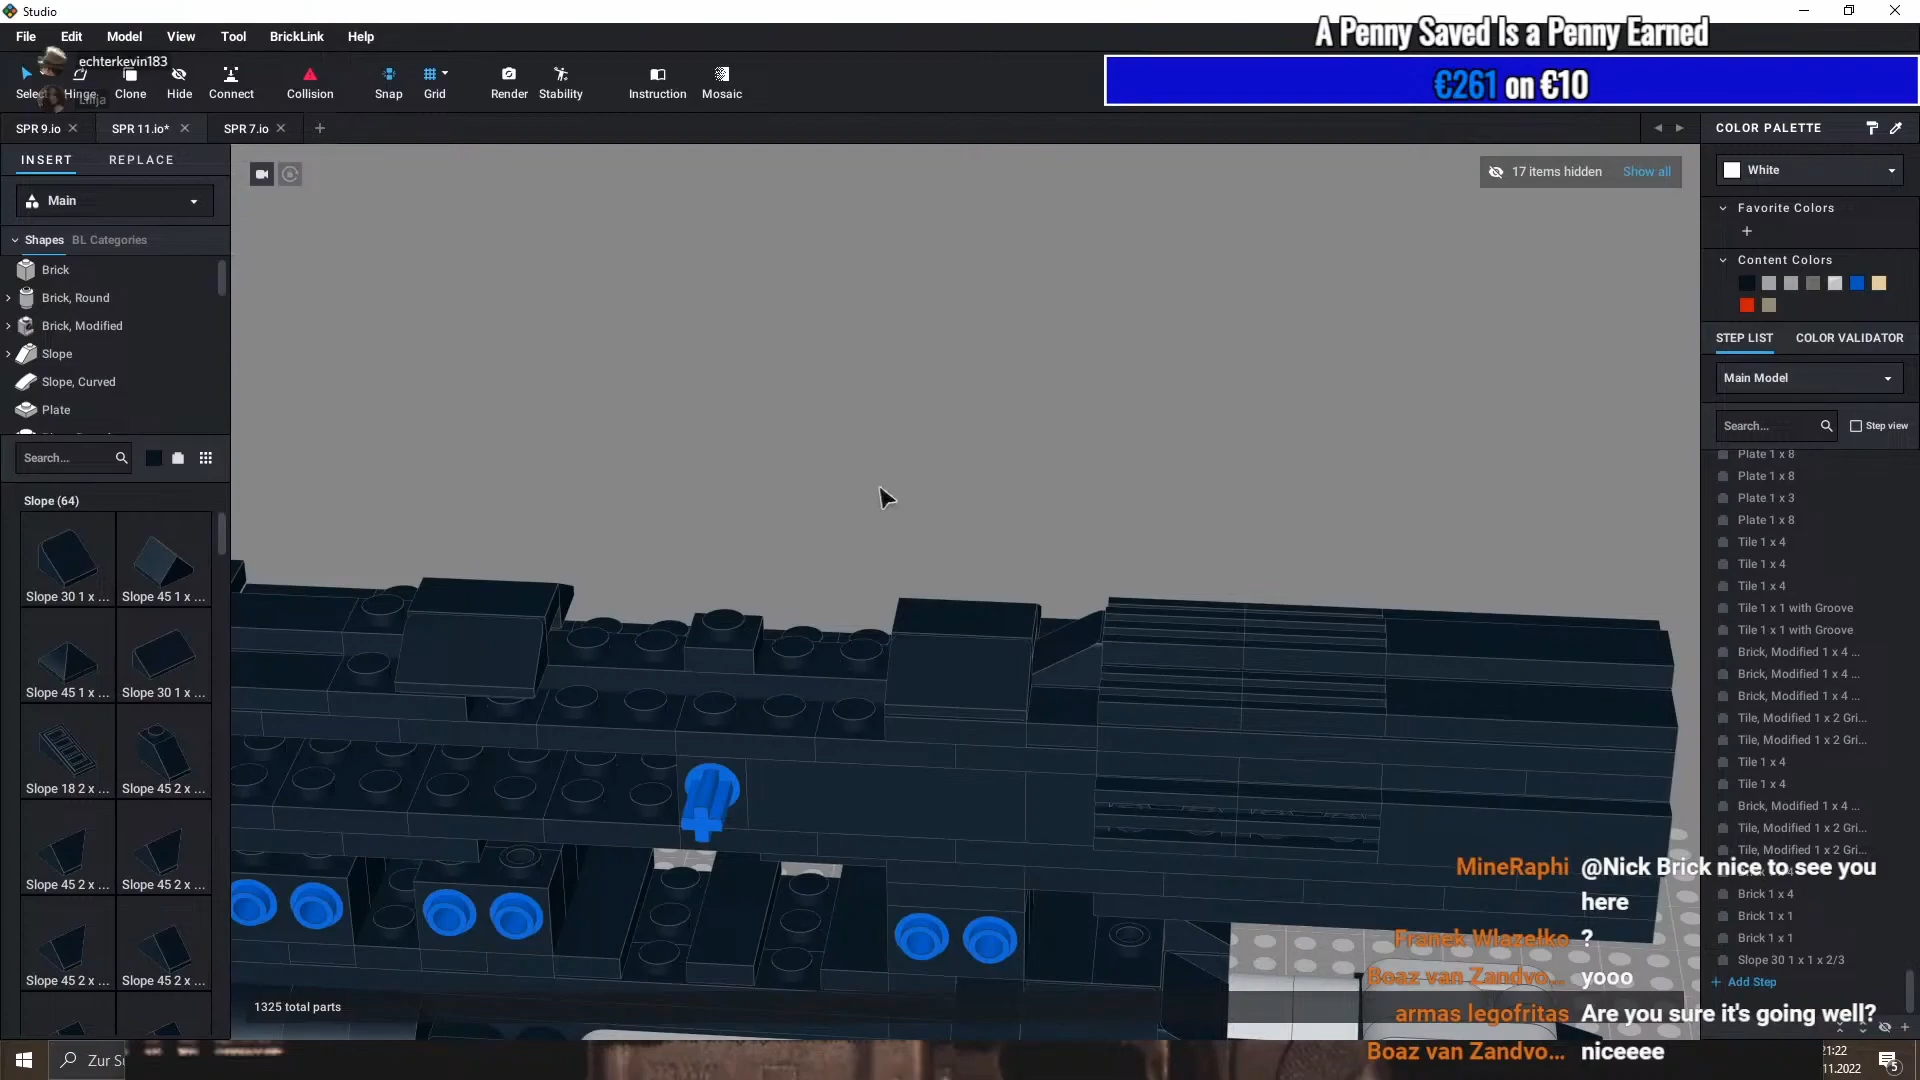 Studio
A Penny Saved Is a Penny Earned
File Edit Model View Tool BrickLink Help
echterkevin183
€261 on €10
Select Hinge Clone Hide Connect Collision Snap Grid Render Stability Instruction Mosaic
Lillja
SPR 9.io SPR 11.io* SPR 7.io
COLOR PALETTE
INSERT REPLACE
17 items hidden Show all
White
Main
Favorite Colors
Shapes BL Categories
Content Colors
Brick
Brick, Round
Brick, Modified
Slope
Slope, Curved
Plate
STEP LIST COLOR VALIDATOR
Main Model
Search...
Step view
Search...
Slope (64)
Slope 30 1 x ... Slope 45 1 x ...
Slope 45 1 x ... Slope 30 1 x ...
Slope 18 2 x ... Slope 45 2 x ...
Slope 45 2 x ... Slope 45 2 x ...
Slope 45 2 x ... Slope 45 2 x ...
Plate 1 x 8
Plate 1 x 8
Plate 1 x 3
Plate 1 x 8
Tile 1 x 4
Tile 1 x 4
Tile 1 x 4
Tile 1 x 1 with Groove
Tile 1 x 1 with Groove
Brick, Modified 1 x 4 ...
Brick, Modified 1 x 4 ...
Brick, Modified 1 x 4 ...
Tile, Modified 1 x 2 Gri...
Tile, Modified 1 x 2 Gri...
Tile 1 x 4
Tile 1 x 4
Brick, Modified 1 x 4 ...
Tile, Modified 1 x 2 Gri...
Tile, Modified 1 x 2 Gri...
Brick 1 x 4
Brick 1 x 1
Brick 1 x 1
Slope 30 1 x 1 x 2/3
Add Step
MineRaphi @Nick Brick nice to see you
here
Franek Wlazełko ?
Boaz van Zandvo... yooo
armas legofritas Are you sure it's going well?
Boaz van Zandvo... niceeee
1325 total parts
Zur S
21:22
.11.2022
5